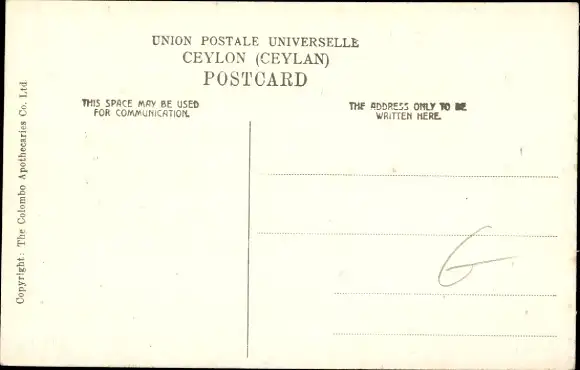 UNION POSTALE UNIVERSELLE
CEYLON (CEYLAN)
POSTCARD
THIS SPACE MAY BE USED
FOR COMMUNICATION.
THE ADDRESS ONLY TO BE
WRITTEN HERE.
Copyright: The Colombo Apothecaries Co. Ltd.
G